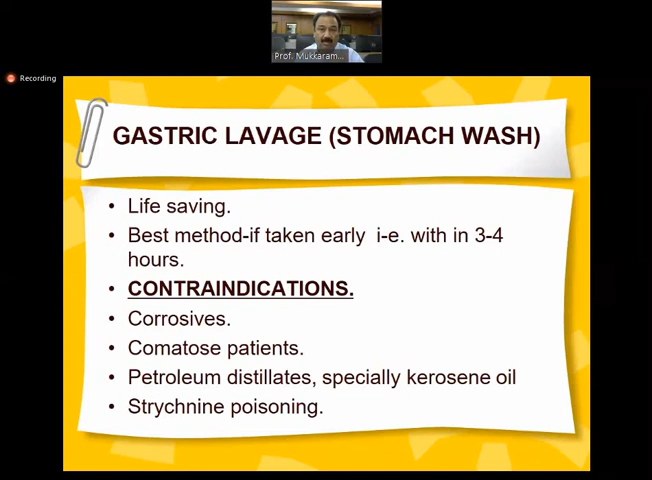 Prof. Mukkaram...
Recording
GASTRIC LAVAGE (STOMACH WASH)
• Life saving.
• Best method-if taken early i-e. with in 3-4
hours.
• CONTRAINDICATIONS.
• Corrosives.
• Comatose patients.
• Petroleum distillates, specially kerosene oil
• Strychnine poisoning.